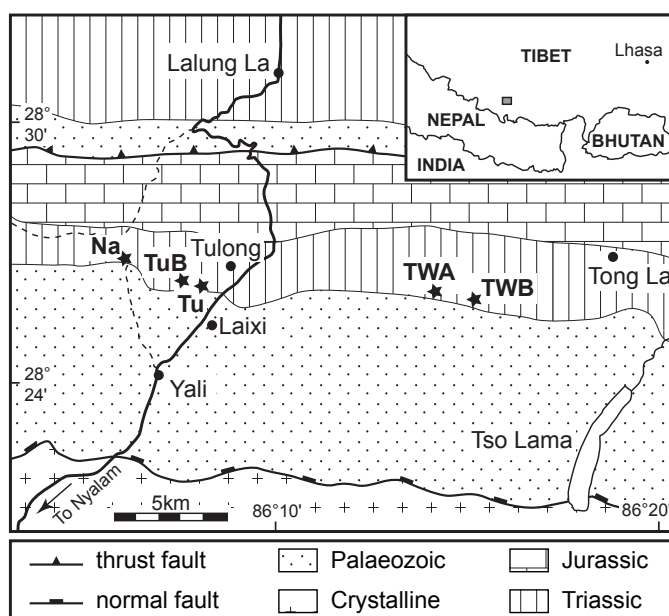 TIBET
Lhasa
NEPAL
BHUTAN
INDIA
Lalung La
28°
30'
Na
TuB
Tulong
Tu
TWA
TWB
Tong La
Laixi
28°
24'
Yali
Tso Lama
To Nyalam
5km
86°10'
86°20'
thrust fault
Palaeozoic
Jurassic
normal fault
Crystalline
Triassic